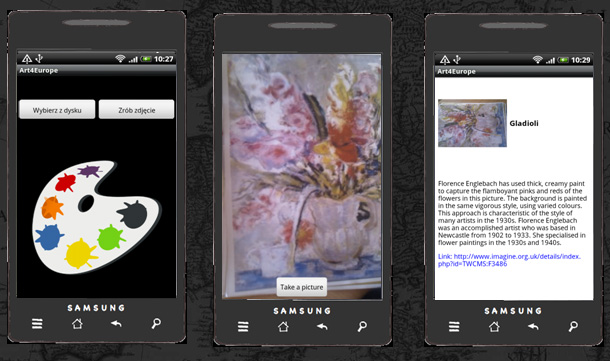 10:27
Art4Europe
Wybierz z dysku
Zrób zdjęcie
SAMSUNG
Take a picture
SAMSUNG
10:29
Art4Europe
Gladioli
Florence Englebach has used thick, creamy paint
to capture the flamboyant pinks and reds of the
flowers in this picture. The background is painted
in the same vigorous style, using varied colours.
This approach is characteristic of the style of
many artists in the 1930s. Florence Englebach
was an accomplished artist who was based in
Newcastle from 1902 to 1933. She specialised in
flower paintings in the 1930s and 1940s.
Link: http://www.imagine.org.uk/details/index.
php?id=TWCMS:F3486
SAMSUNG